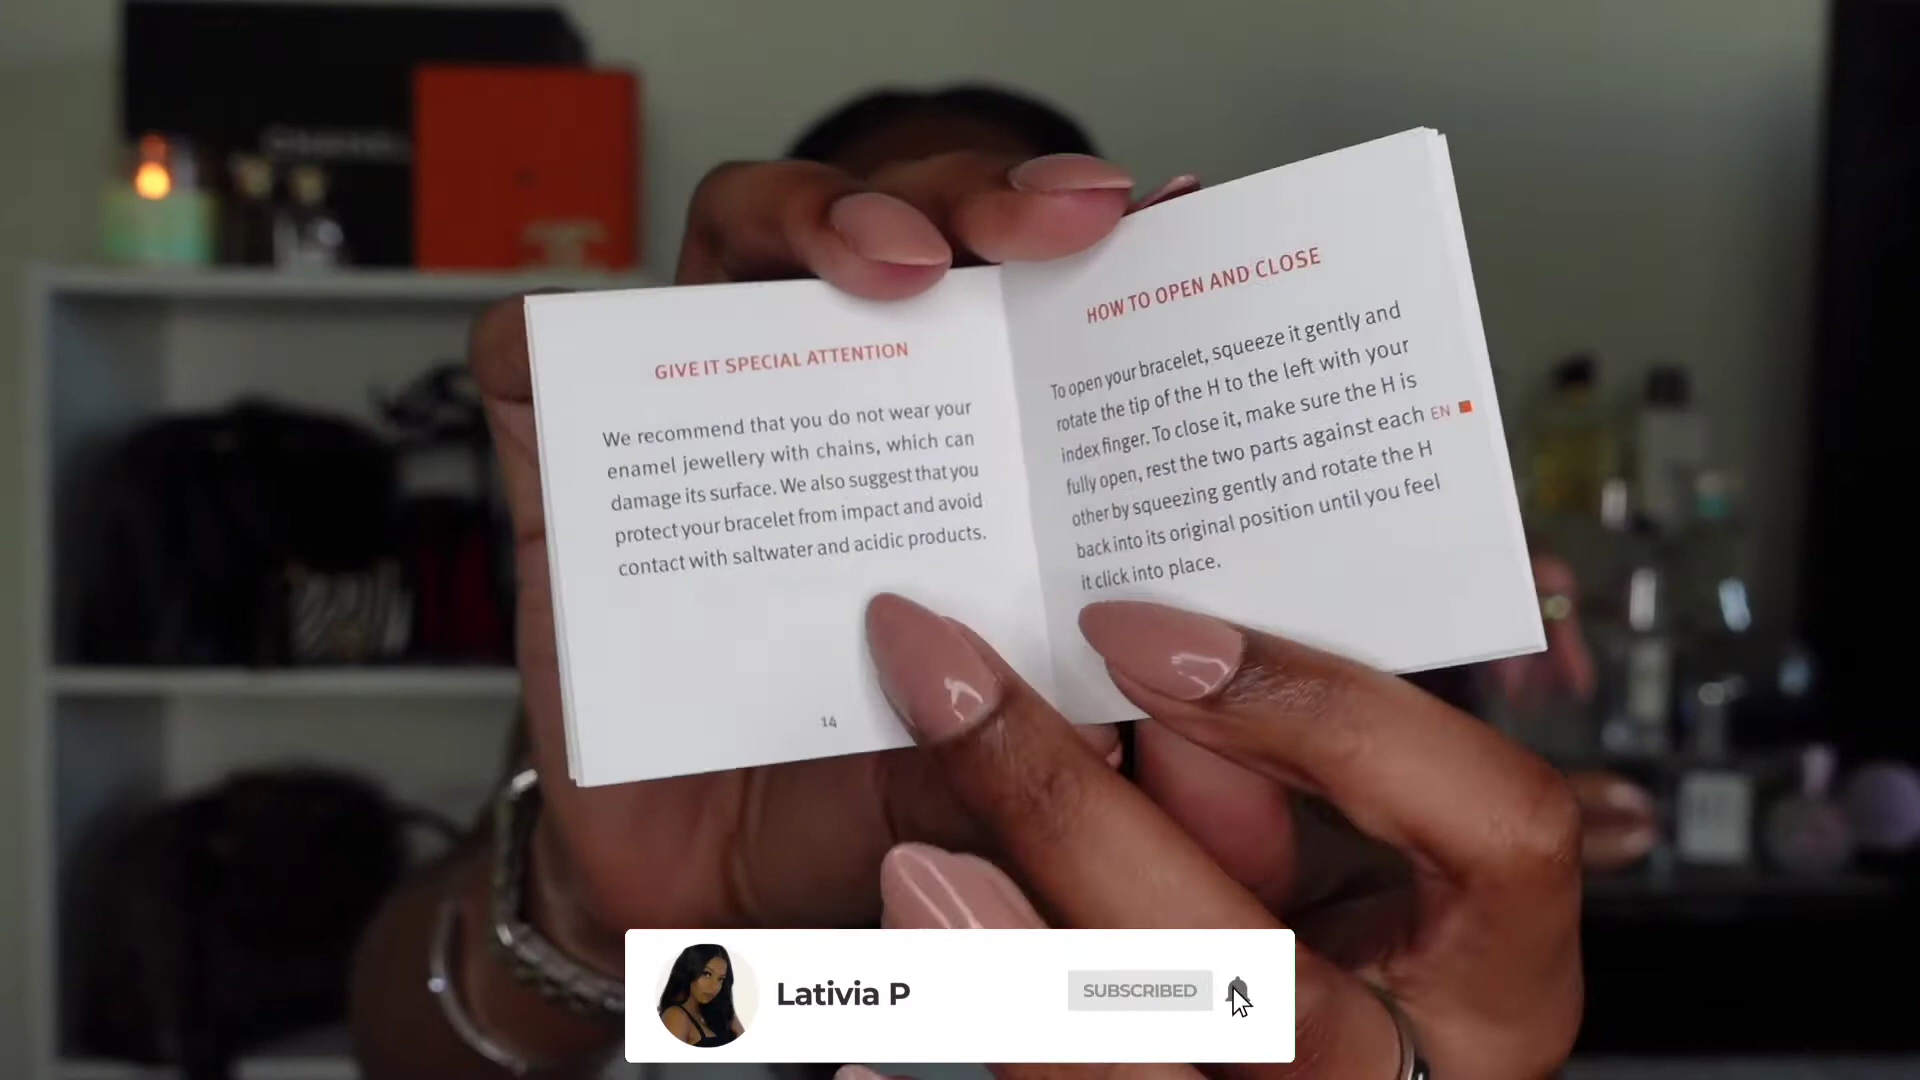 CHANEL
GIVE IT SPECIAL ATTENTION
We recommend that you do not wear your
enamel jewellery with chains, which can
damage its surface. We also suggest that you
protect your bracelet from impact and avoid
contact with saltwater and acidic products.
14
HOW TO OPEN AND CLOSE
To open your bracelet, squeeze it gently and
rotate the tip of the H to the left with your
index finger. To close it, make sure the H is
fully open, rest the two parts against each
other by squeezing gently and rotate the H
back into its original position until you feel
it click into place.
EN
Lativia P
SUBSCRIBED